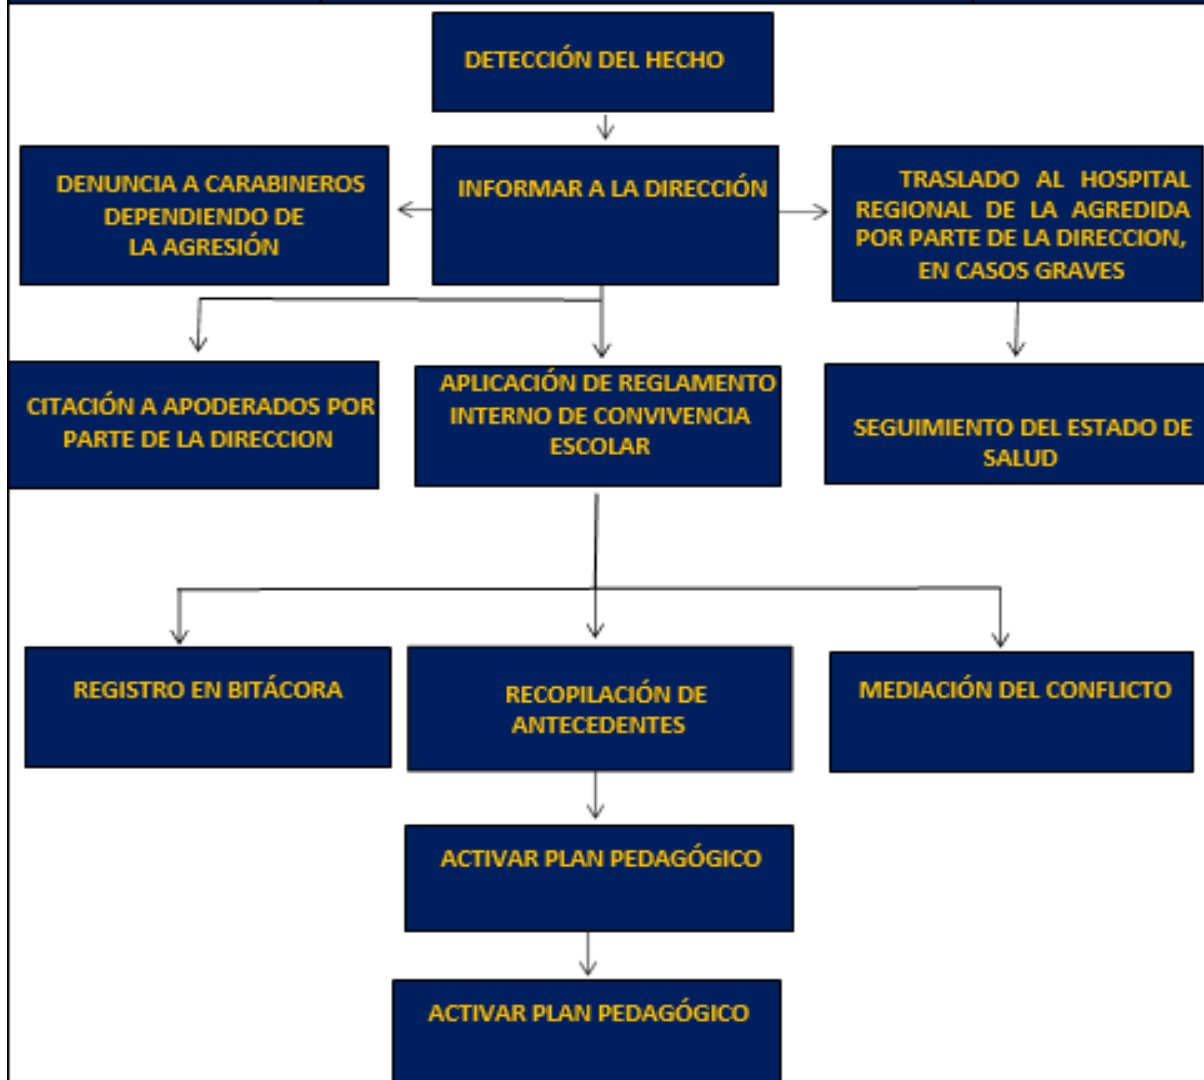 DETECCIÓN DEL HECHO
DENUNCIA A CARABINEROS
DEPENDIENDO DE
LA AGRESIÓN
INFORMAR A LA DIRECCIÓN
TRASLADO AL HOSPITAL
REGIONAL DE LA AGREDIDA
POR PARTE DE LA DIRECCION,
EN CASOS GRAVES
CITACIÓN A APODERADOS POR
PARTE DE LA DIRECCION
APLICACIÓN DE REGLAMENTO
INTERNO DE CONVIVENCIA
ESCOLAR
SEGUIMIENTO DEL ESTADO DE
SALUD
REGISTRO EN BITÁCORA
RECOPILACIÓN DE
ANTECEDENTES
MEDIACIÓN DEL CONFLICTO
ACTIVAR PLAN PEDAGÓGICO
ACTIVAR PLAN PEDAGÓGICO